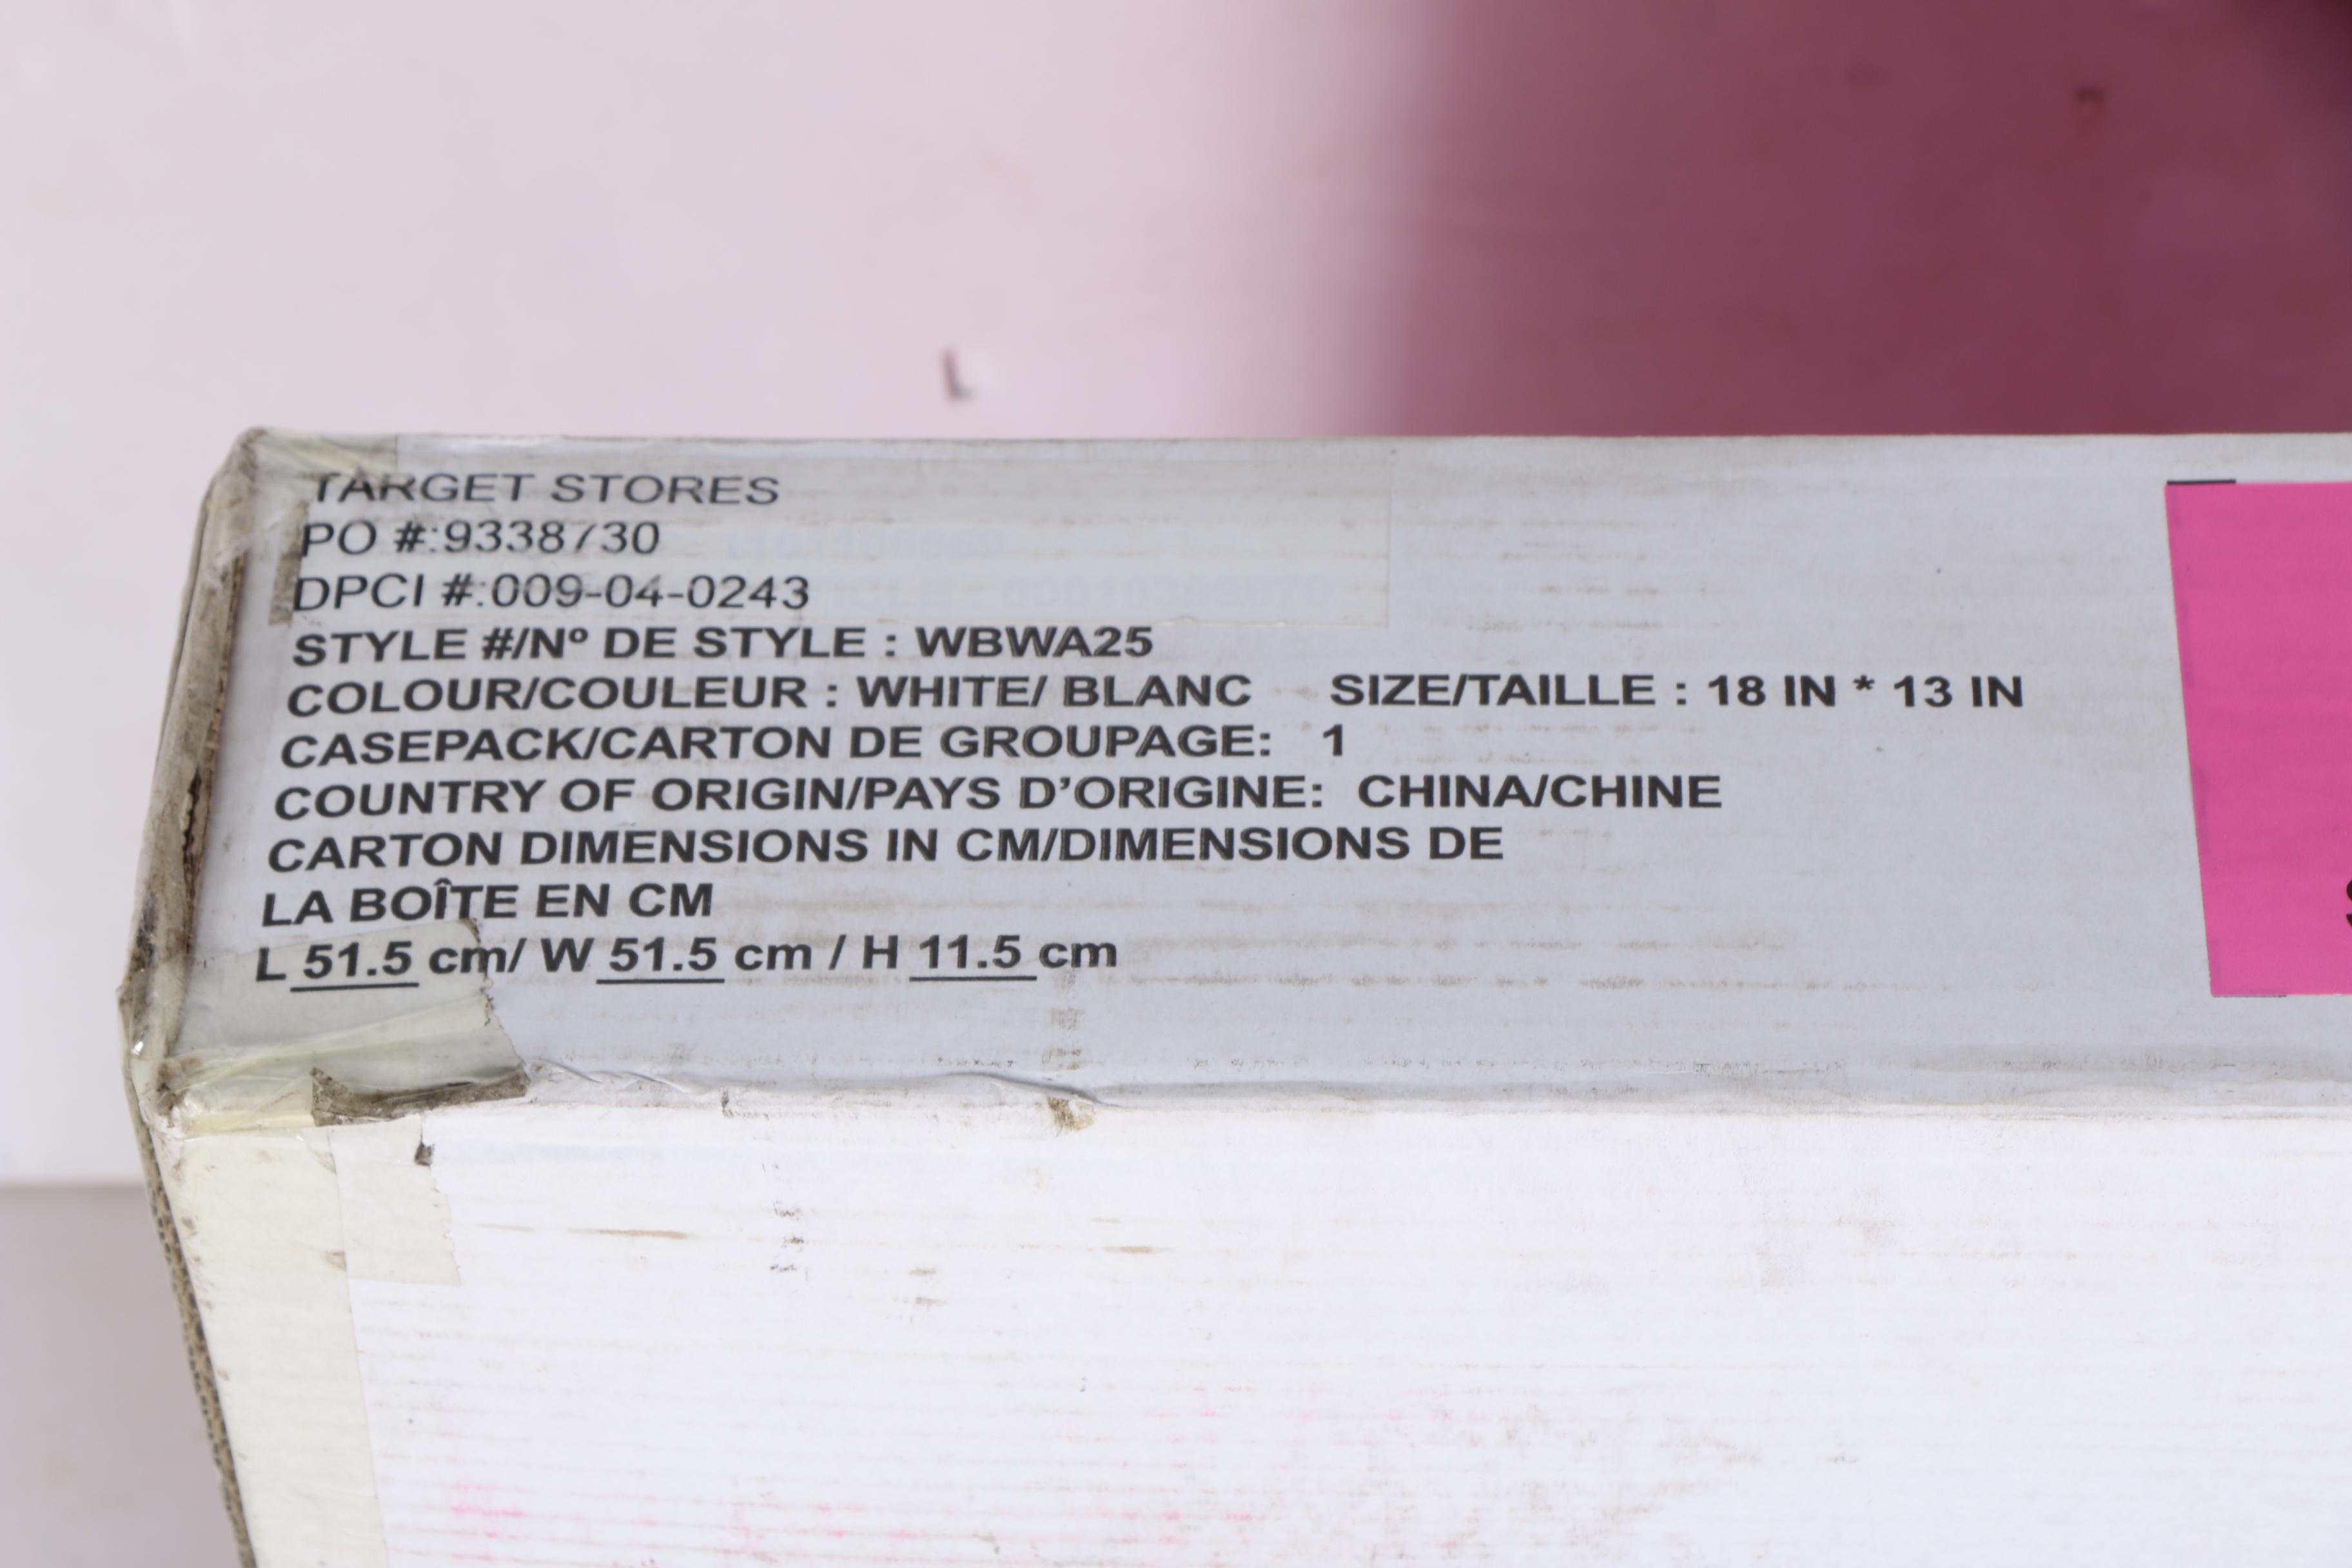 TARGET STORES
PO #:9338730
DPCI #:009-04-0243
STYLE #/Nº DE STYLE : WBWA25
COLOUR/COULEUR : WHITE/ BLANC SIZE/TAILLE : 18 IN * 13 IN
CASEPACK/CARTON DE GROUPAGE: 1
COUNTRY OF ORIGIN/PAYS D’ORIGINE: CHINA/CHINE
CARTON DIMENSIONS IN CM/DIMENSIONS DE
LA BOÎTE EN CM
L 51.5 cm/ W 51.5 cm / H 11.5 cm